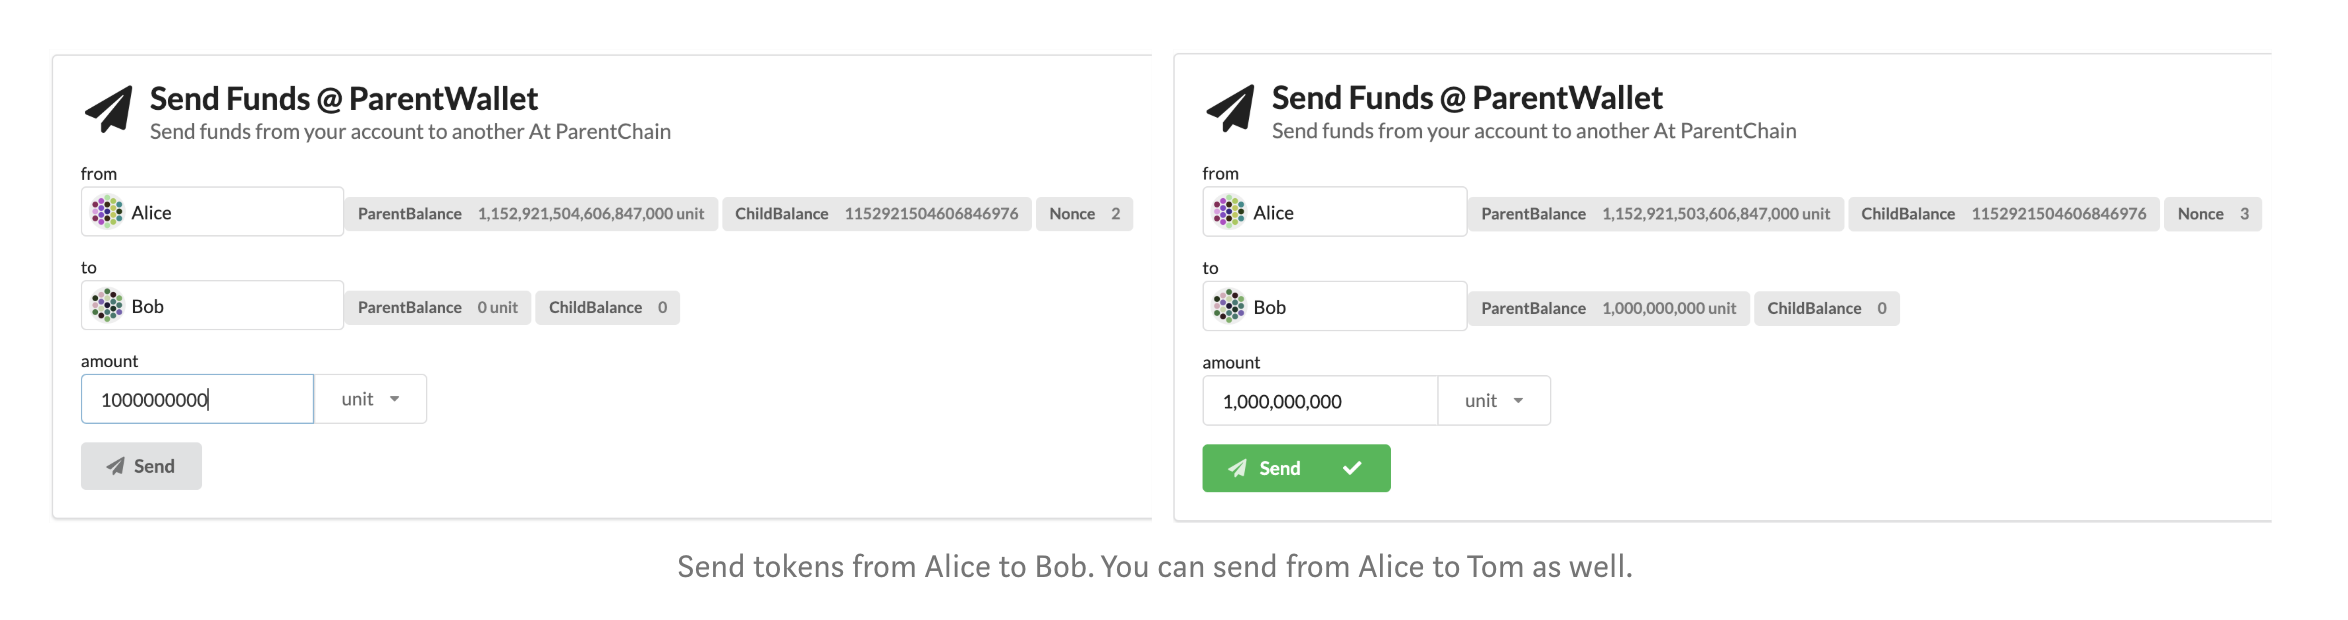 Send Funds @ ParentWallet
Send funds from your account to another At ParentChain
from
Alice ParentBalance 1,152,921,504,606,847,000 unit ChildBalance 1152921504606846976 Nonce 2
to
Bob ParentBalance 0 unit ChildBalance 0
amount
1000000000 unit
Send
Send Funds @ ParentWallet
Send funds from your account to another At ParentChain
from
Alice ParentBalance 1,152,921,503,606,847,000 unit ChildBalance 1152921504606846976 Nonce 3
to
Bob ParentBalance 1,000,000,000 unit ChildBalance 0
amount
1,000,000,000 unit
Send
Send tokens from Alice to Bob. You can send from Alice to Tom as well.